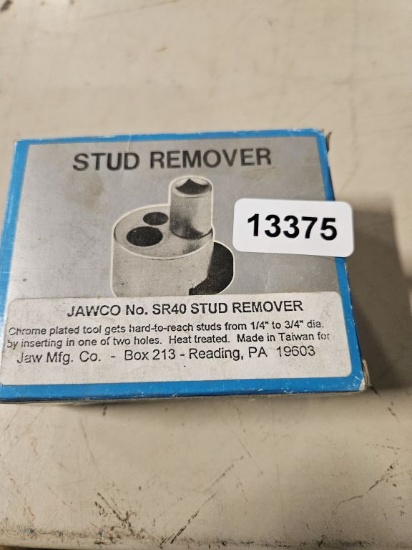 STUD REMOVER
13375
JAWCO No. SR40 STUD REMOVER
Chrome plated tool gets hard-to-reach studs from 1/4" to 3/4" dia.
by inserting in one of two holes. Heat treated. Made in Taiwan for
Jaw Mfg. Co. - Box 213 - Reading, PA 19603